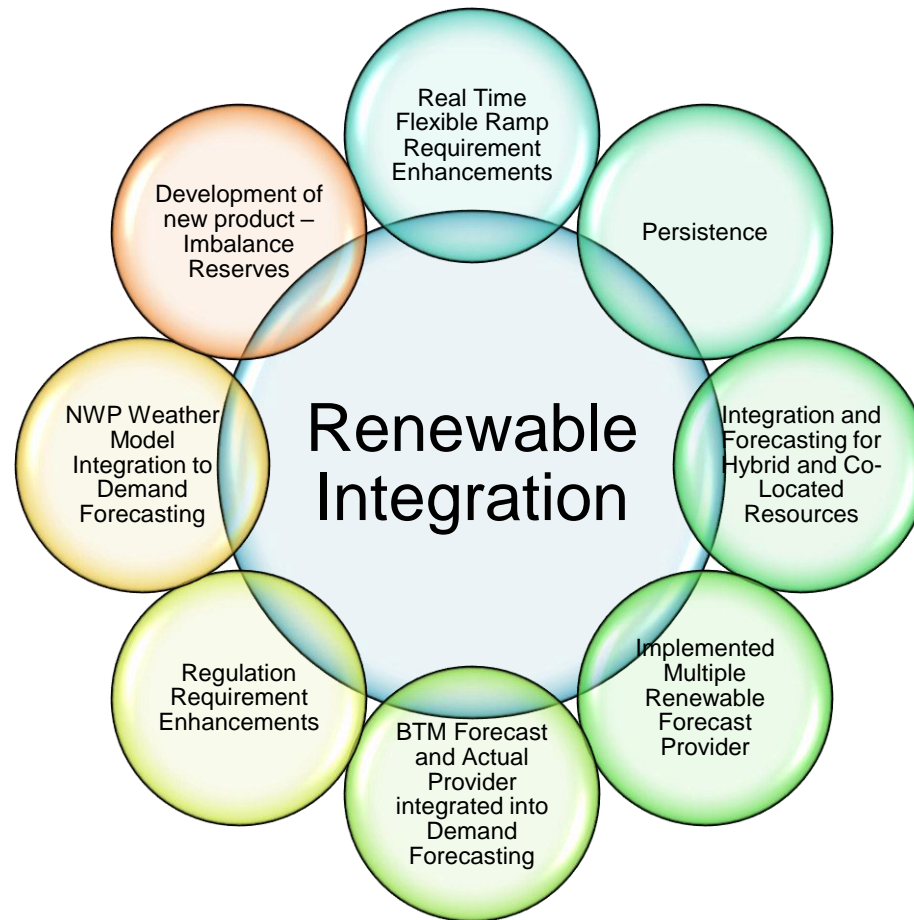 Real Time
Flexible Ramp
Requirement
Enhancements
Persistence
Integration and
Forecasting for
Hybrid and Co-
Located
Resources
Implemented
Multiple
Renewable
Forecast
Provider
BTM Forecast
and Actual
Provider
integrated into
Demand
Forecasting
Regulation
Requirement
Enhancements
NWP Weather
Model
Integration to
Demand
Forecasting
Development of
new product –
Imbalance
Reserves
Renewable
Integration